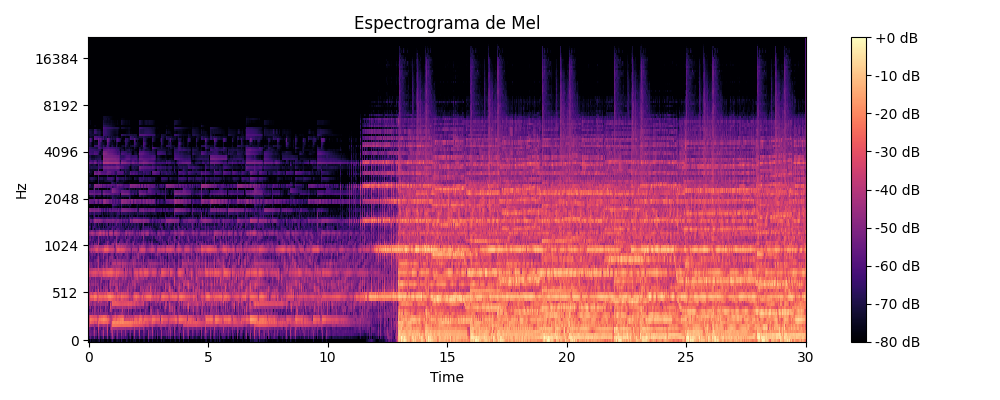 Espectrograma de Mel
Hz
16384
8192
4096
2048
1024
512
0
0 5 10 15 20 25 30
Time
+0 dB
-10 dB
-20 dB
-30 dB
-40 dB
-50 dB
-60 dB
-70 dB
-80 dB